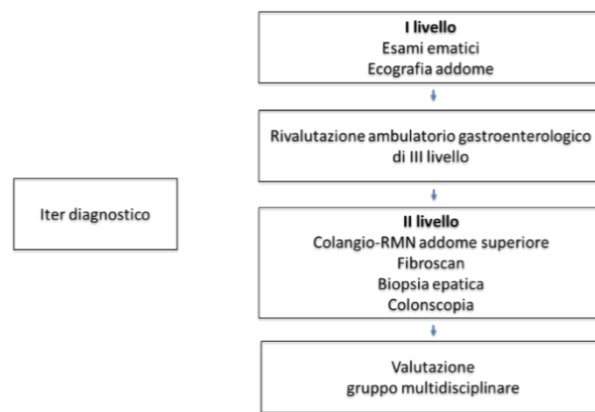 I livello
Esami ematici
Ecografia addome
Rivalutazione ambulatorio gastroenterologico
di III livello
Iter diagnostico
II livello
Colangio-RMN addome superiore
Fibroscan
Biopsia epatica
Colonscopia
Valutazione
gruppo multidisciplinare